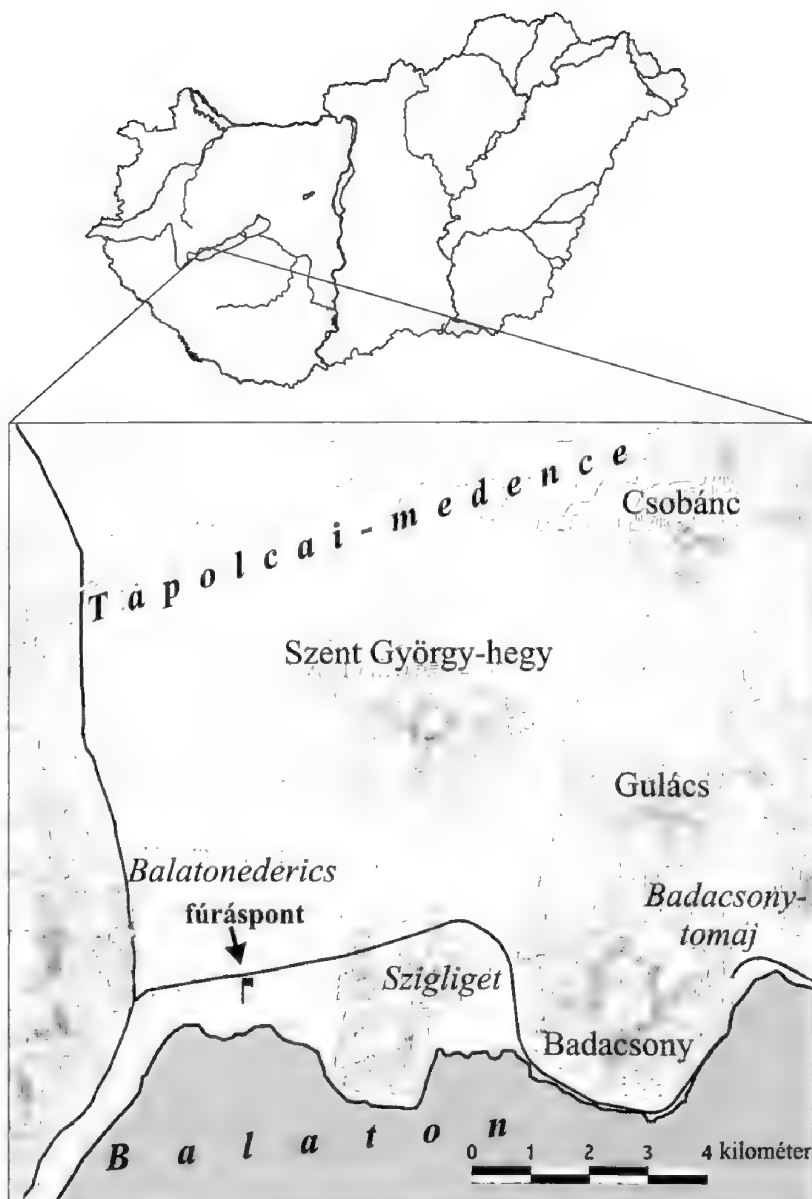 Csobánc
Tapolcai-medence
Szent György-hegy
Gulács
Balatonederics
fúráspont
Badacsony-
tomaj
Szigliget
Badacsony
Balaton
0 1 2 3 4 kilométer